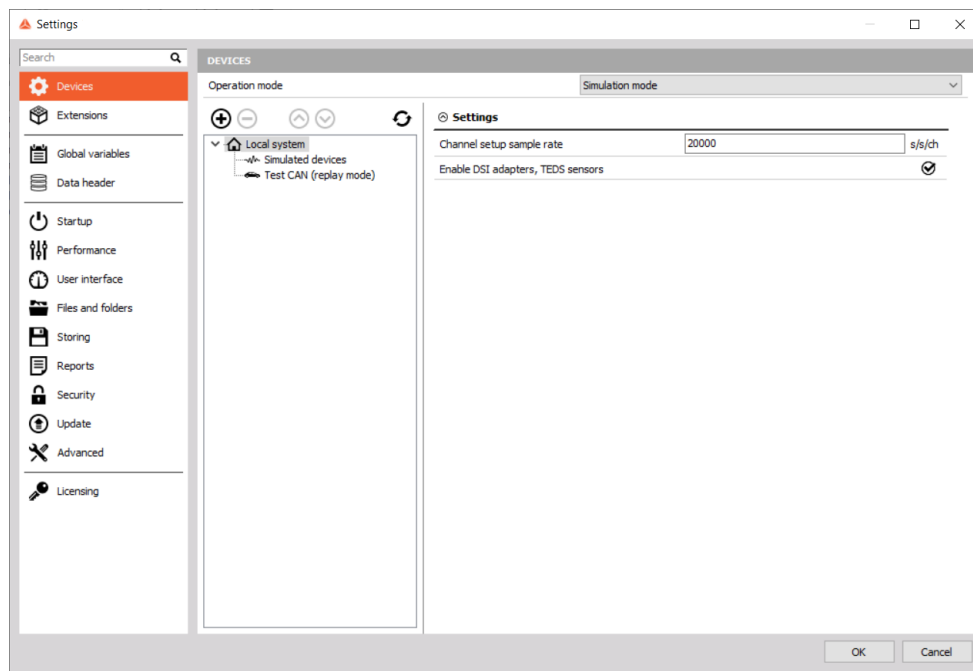 Settings
Search
Devices
Extensions
Global variables
Data header
Startup
Performance
User interface
Files and folders
Storing
Reports
Security
Update
Advanced
Licensing
DEVICES
Operation mode
Simulation mode
Local system
Simulated devices
Test CAN (replay mode)
Settings
Channel setup sample rate 20000 s/s/ch
Enable DSI adapters, TEDS sensors
OK Cancel